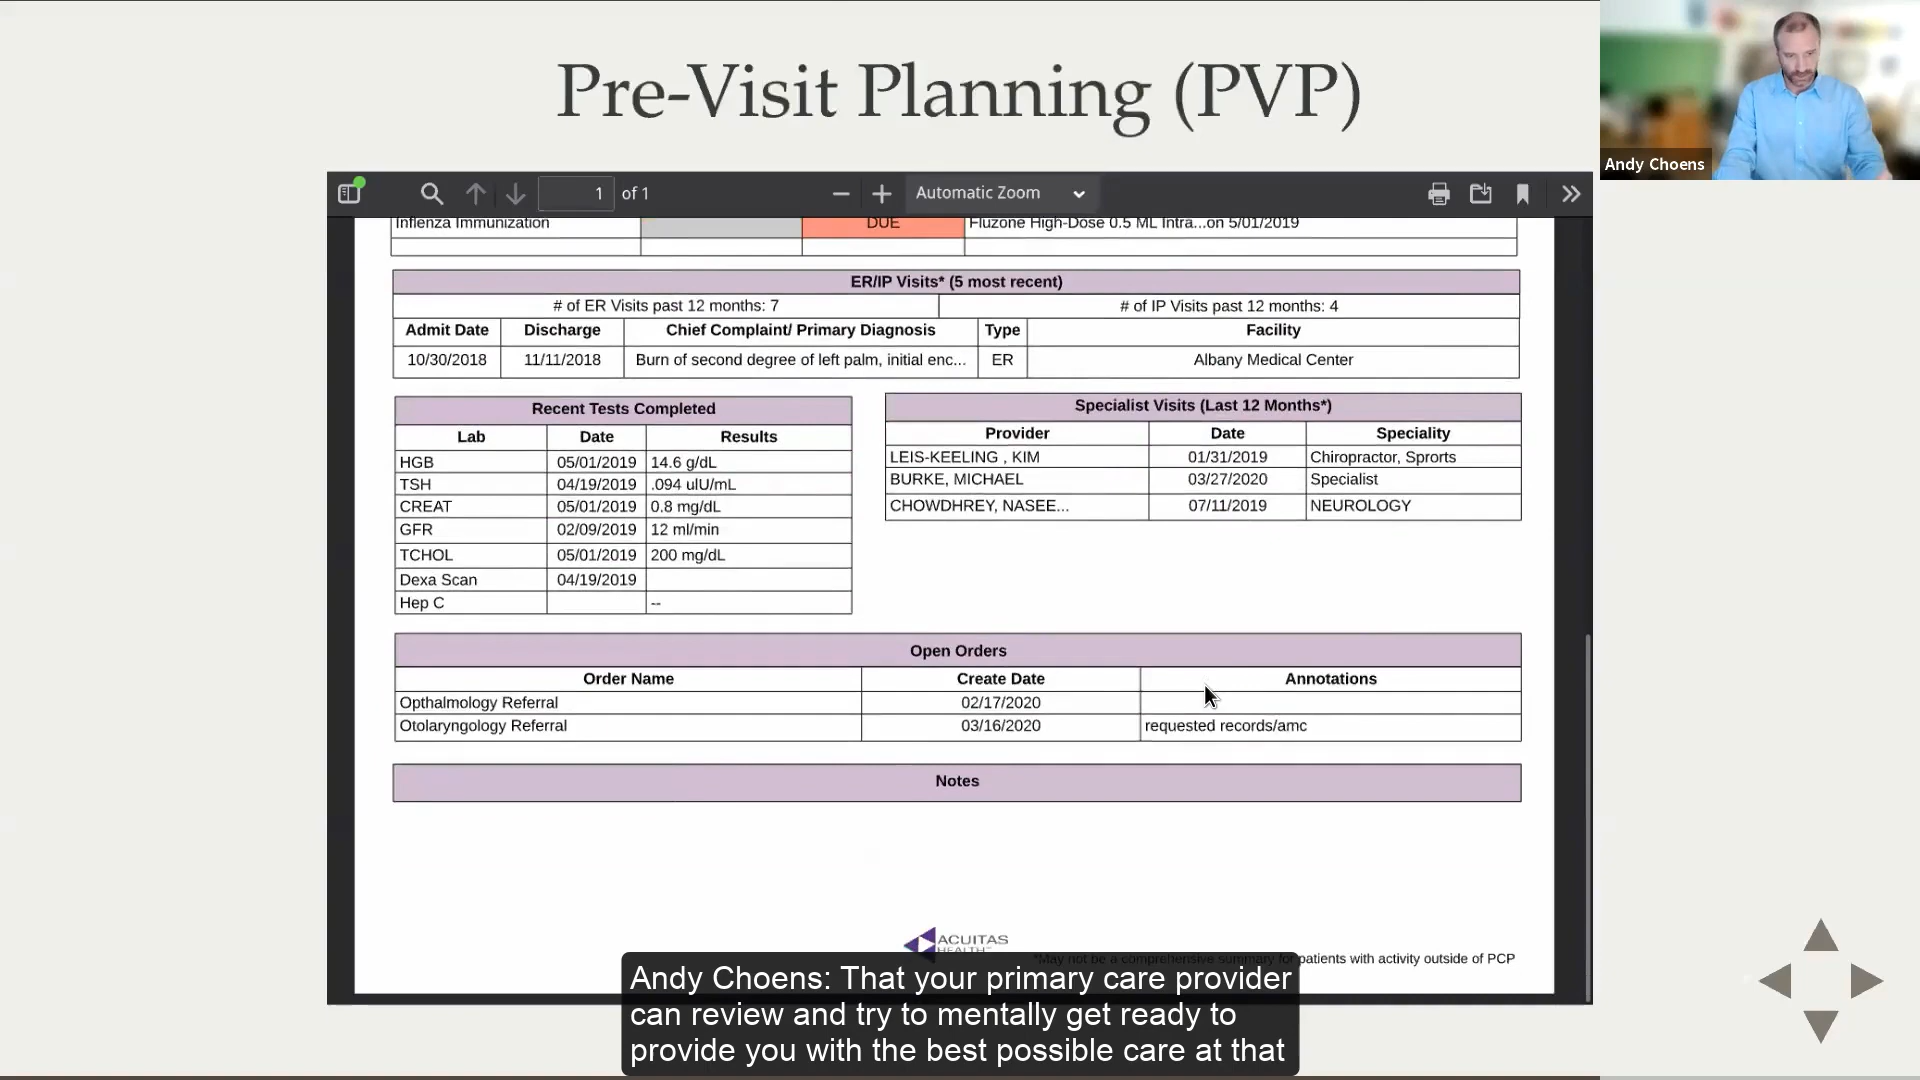 Pre-Visit Planning (PVP)
Andy Choens
1 of 1 Automatic Zoom
Inflenza Immunization DUE Fluzone High-Dose 0.5 ML Intra...on 5/01/2019
ER/IP Visits* (5 most recent)
# of ER Visits past 12 months: 7 # of IP Visits past 12 months: 4
Admit Date Discharge Chief Complaint/ Primary Diagnosis Type Facility
10/30/2018 11/11/2018 Burn of second degree of left palm, initial enc... ER Albany Medical Center
Recent Tests Completed
Lab Date Results
HGB 05/01/2019 14.6 g/dL
TSH 04/19/2019 .094 ulU/mL
CREAT 05/01/2019 0.8 mg/dL
GFR 02/09/2019 12 ml/min
TCHOL 05/01/2019 200 mg/dL
Dexa Scan 04/19/2019
Hep C --
Specialist Visits (Last 12 Months*)
Provider Date Speciality
LEIS-KEELING , KIM 01/31/2019 Chiropractor, Sprorts
BURKE, MICHAEL 03/27/2020 Specialist
CHOWDHREY, NASEE... 07/11/2019 NEUROLOGY
Open Orders
Order Name Create Date Annotations
Opthalmology Referral 02/17/2020
Otolaryngology Referral 03/16/2020 requested records/amc
Notes
ACUITAS
HEALTH
*May not be a comprehensive summary for patients with activity outside of PCP
Andy Choens: That your primary care provider
can review and try to mentally get ready to
provide you with the best possible care at that